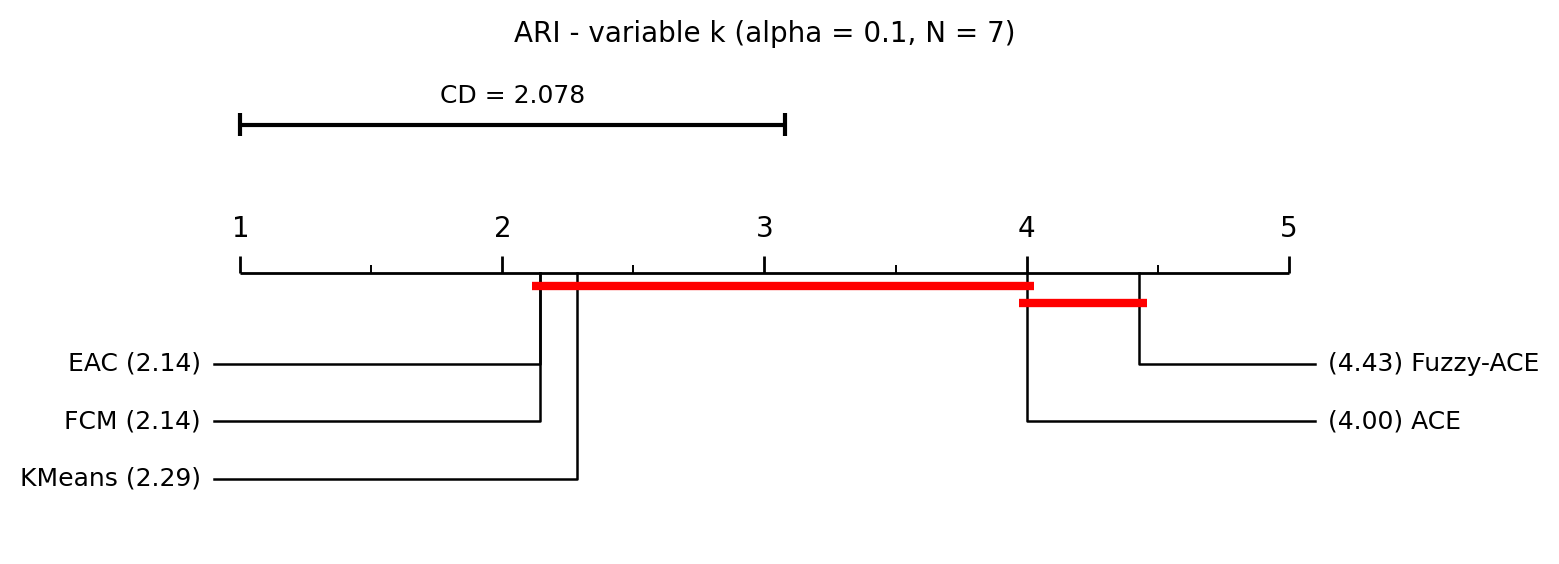 ARI - variable k (alpha = 0.1, N = 7)
CD = 2.078
1 2 3 4 5
EAC (2.14) (4.43) Fuzzy-ACE
FCM (2.14) (4.00) ACE
KMeans (2.29)